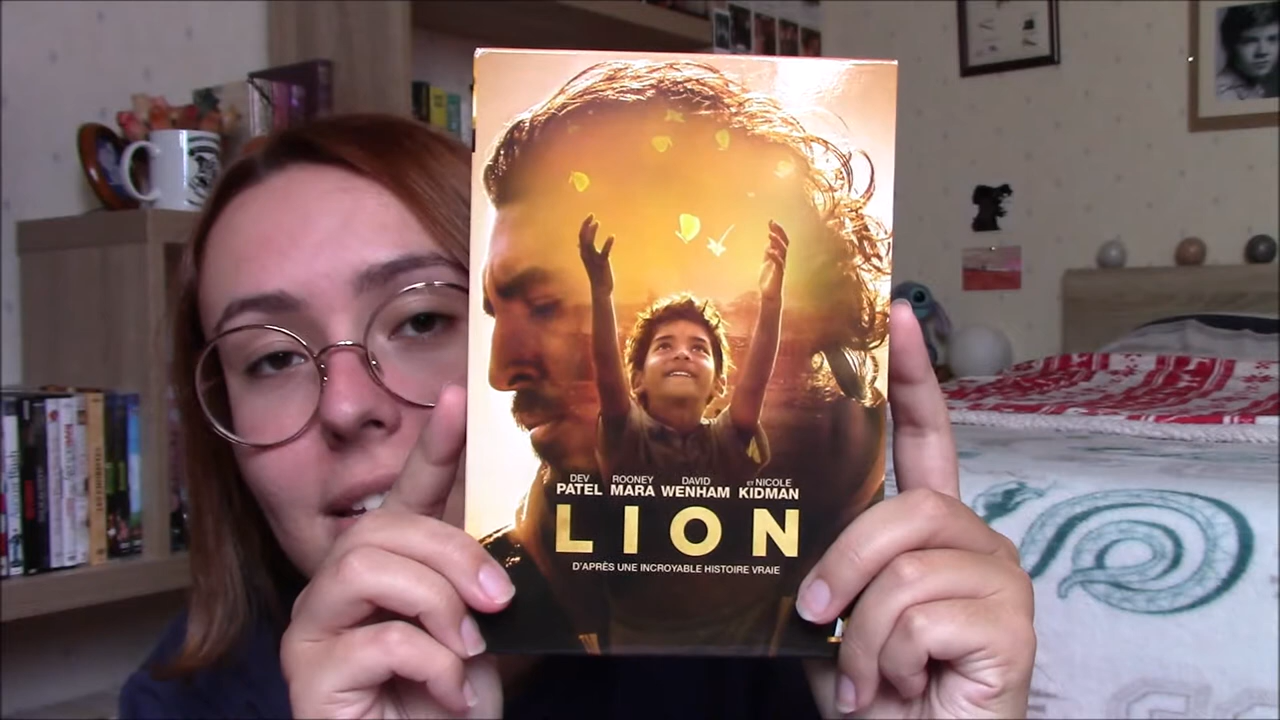 DEV ROONEY DAVID ET NICOLE
PATEL MARA WENHAM KIDMAN
LION
D'APRÈS UNE INCROYABLE HISTOIRE VRAIE